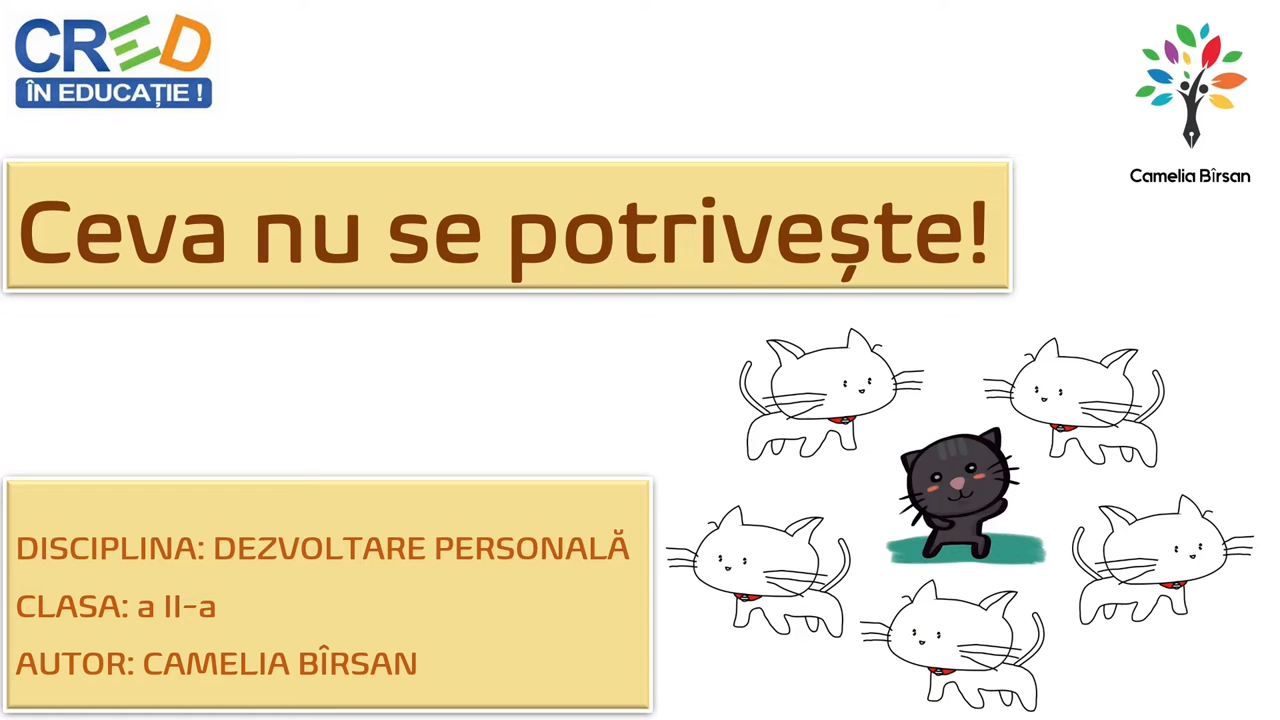 CRED
ÎN EDUCAȚIE !
Camelia Bîrsan
Ceva nu se potrivește!
DISCIPLINA: DEZVOLTARE PERSONALĂ
CLASA: a II-a
AUTOR: CAMELIA BÎRSAN